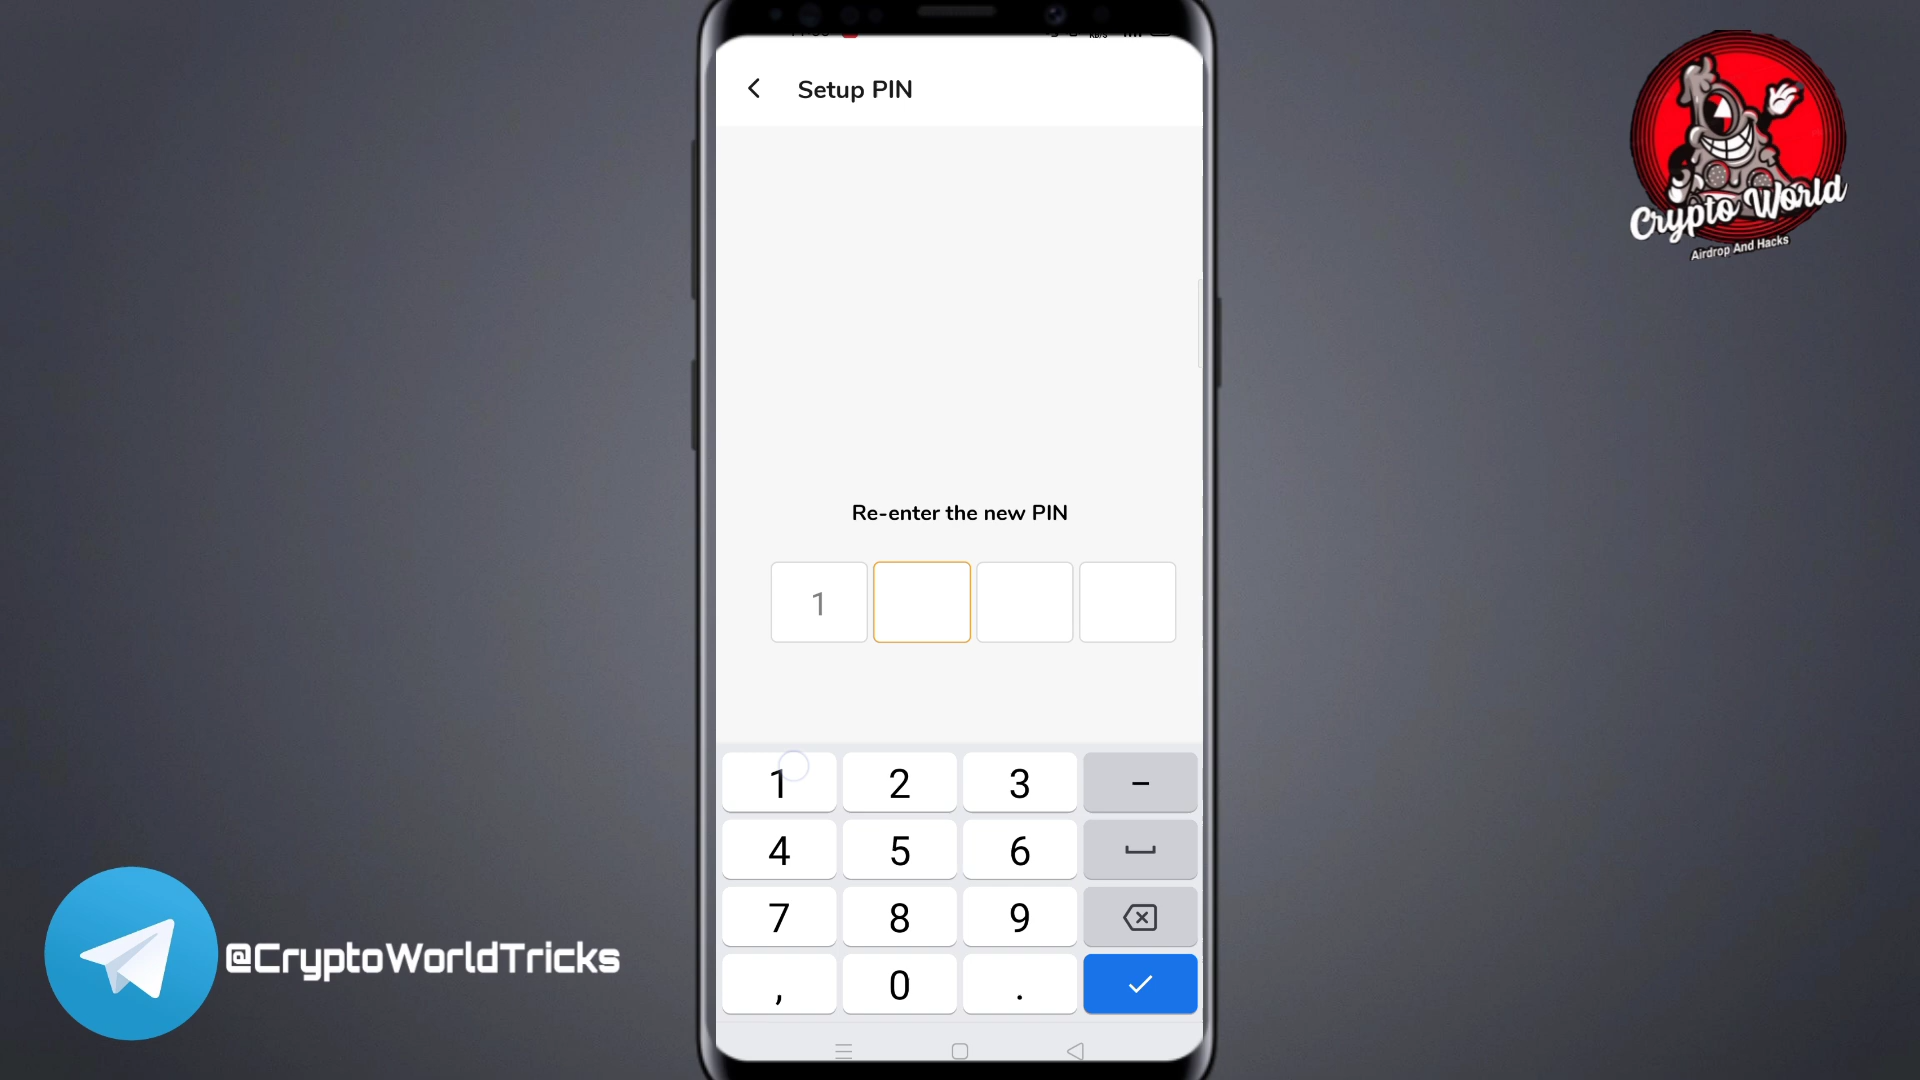 Setup PIN
Crypto World
Airdrop And Hacks
Re-enter the new PIN
1
1 2 3 -
4 5 6
7 8 9
, 0 .
@CryptoWorldTricks